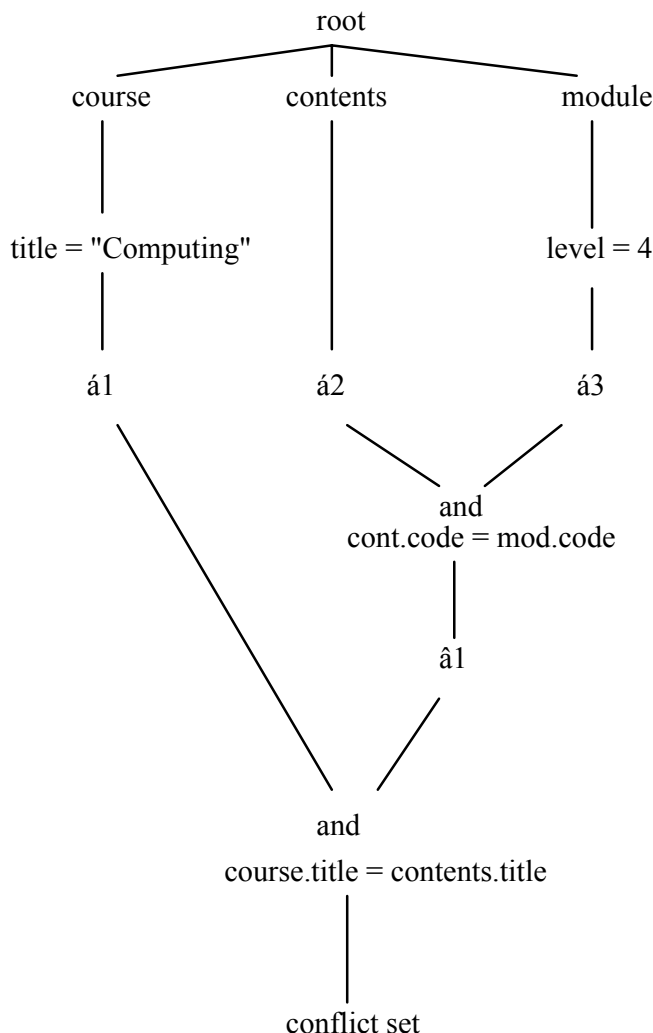 root
course contents module
title = "Computing" level = 4
á1 á2 á3
and
cont.code = mod.code
â1
and
course.title = contents.title
conflict set